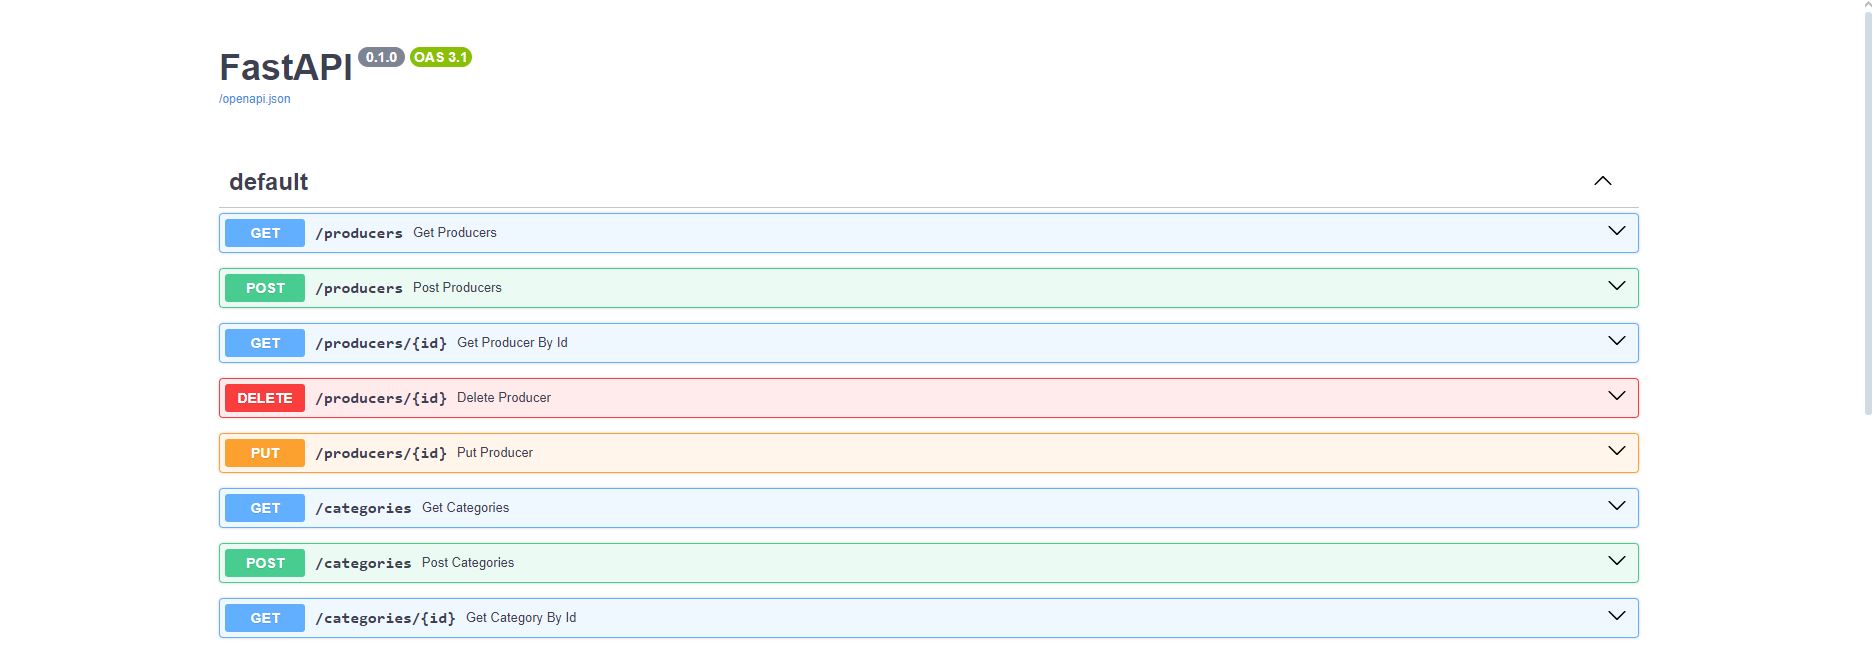 FastAPI 0.1.0 OAS 3.1
/openapi.json
default
GET /producers Get Producers
POST /producers Post Producers
GET /producers/{id} Get Producer By Id
DELETE /producers/{id} Delete Producer
PUT /producers/{id} Put Producer
GET /categories Get Categories
POST /categories Post Categories
GET /categories/{id} Get Category By Id